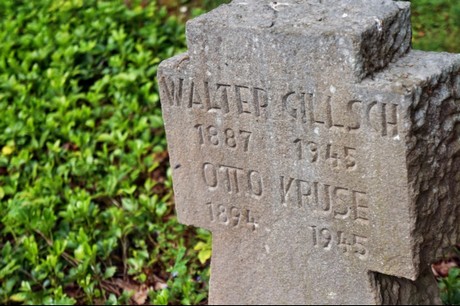 WALTER GILLSCH
1887 1945
OTTO KRUSE
1894 1945